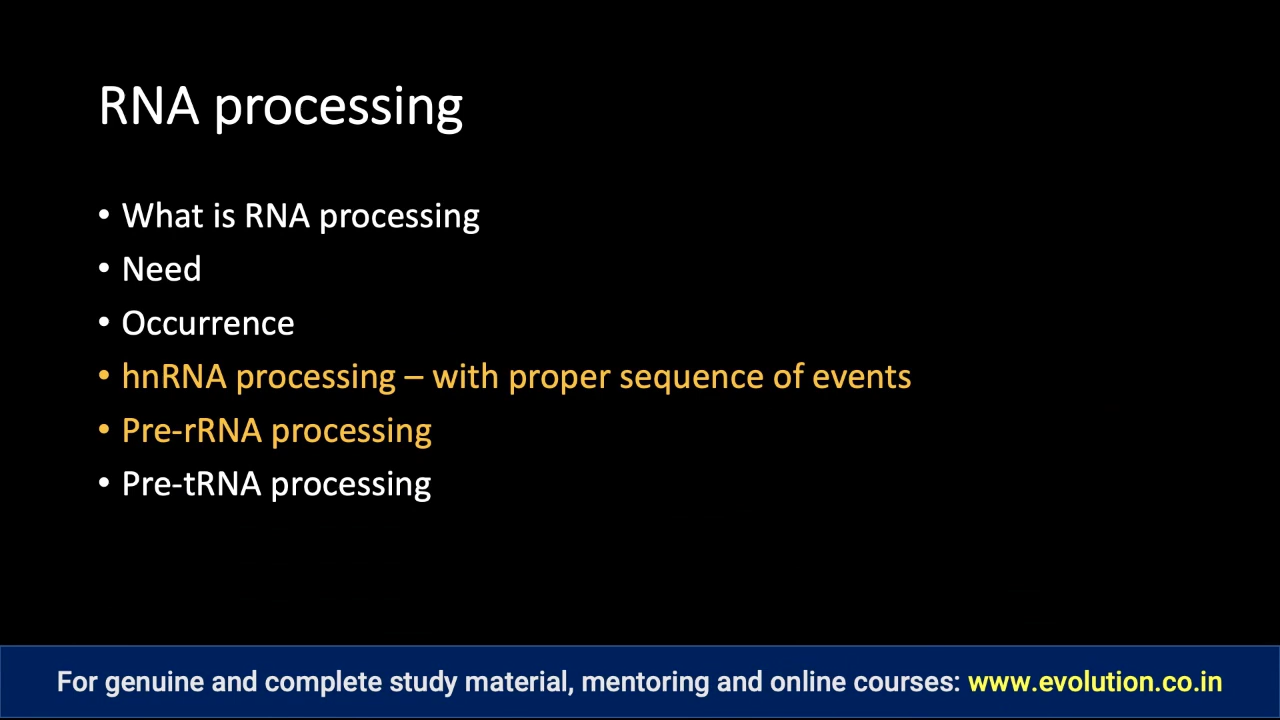 RNA processing
• What is RNA processing
• Need
• Occurrence
• hnRNA processing – with proper sequence of events
• Pre-rRNA processing
• Pre-tRNA processing
For genuine and complete study material, mentoring and online courses: www.evolution.co.in